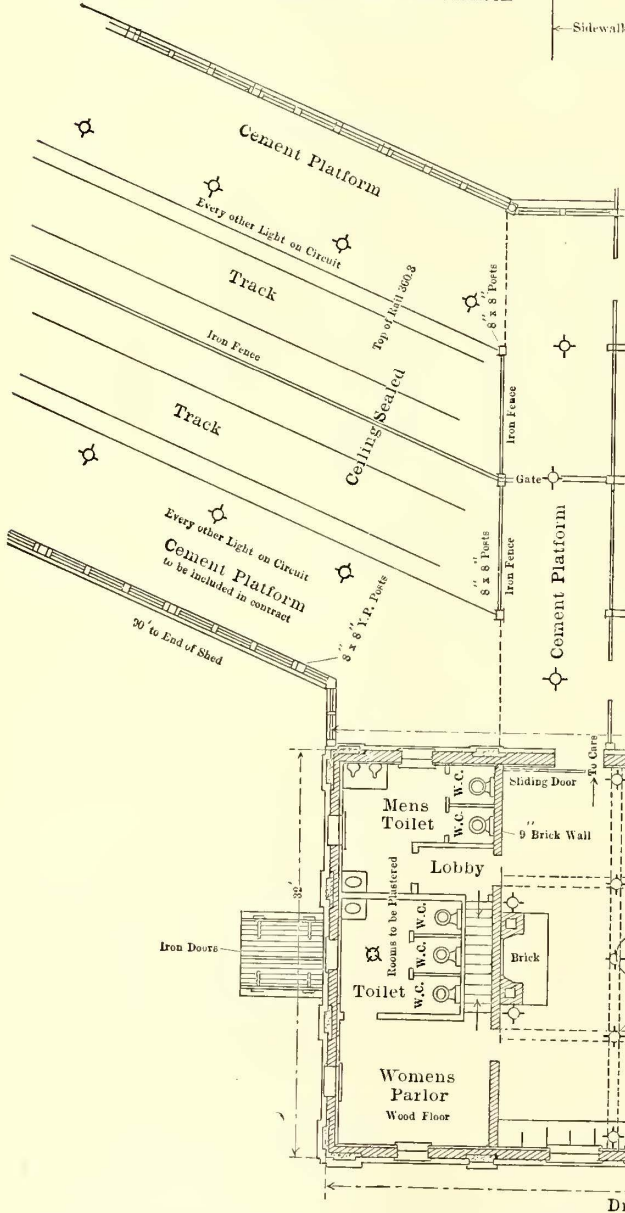 Sidewall
Cement Platform
Every other Light on Circuit
Track
Top of Rail 360.3
8" x 8" Posts
Iron Fence
Iron Fence
Ceiling Sealed
Track
Gate
8" x 8" Posts
Iron Fence
Cement Platform
Every other Light on Circuit
Cement Platform
to be included in contract
8" x 8" Y.P. Posts
90' to End of Shed
To Cars
Sliding Door
Mens
Toilet
W.C.
W.C.
9" Brick Wall
Lobby
32'
Rooms to be Plastered
Iron Doors
W.C.
W.C.
W.C.
Toilet
Brick
Womens
Parlor
Wood Floor